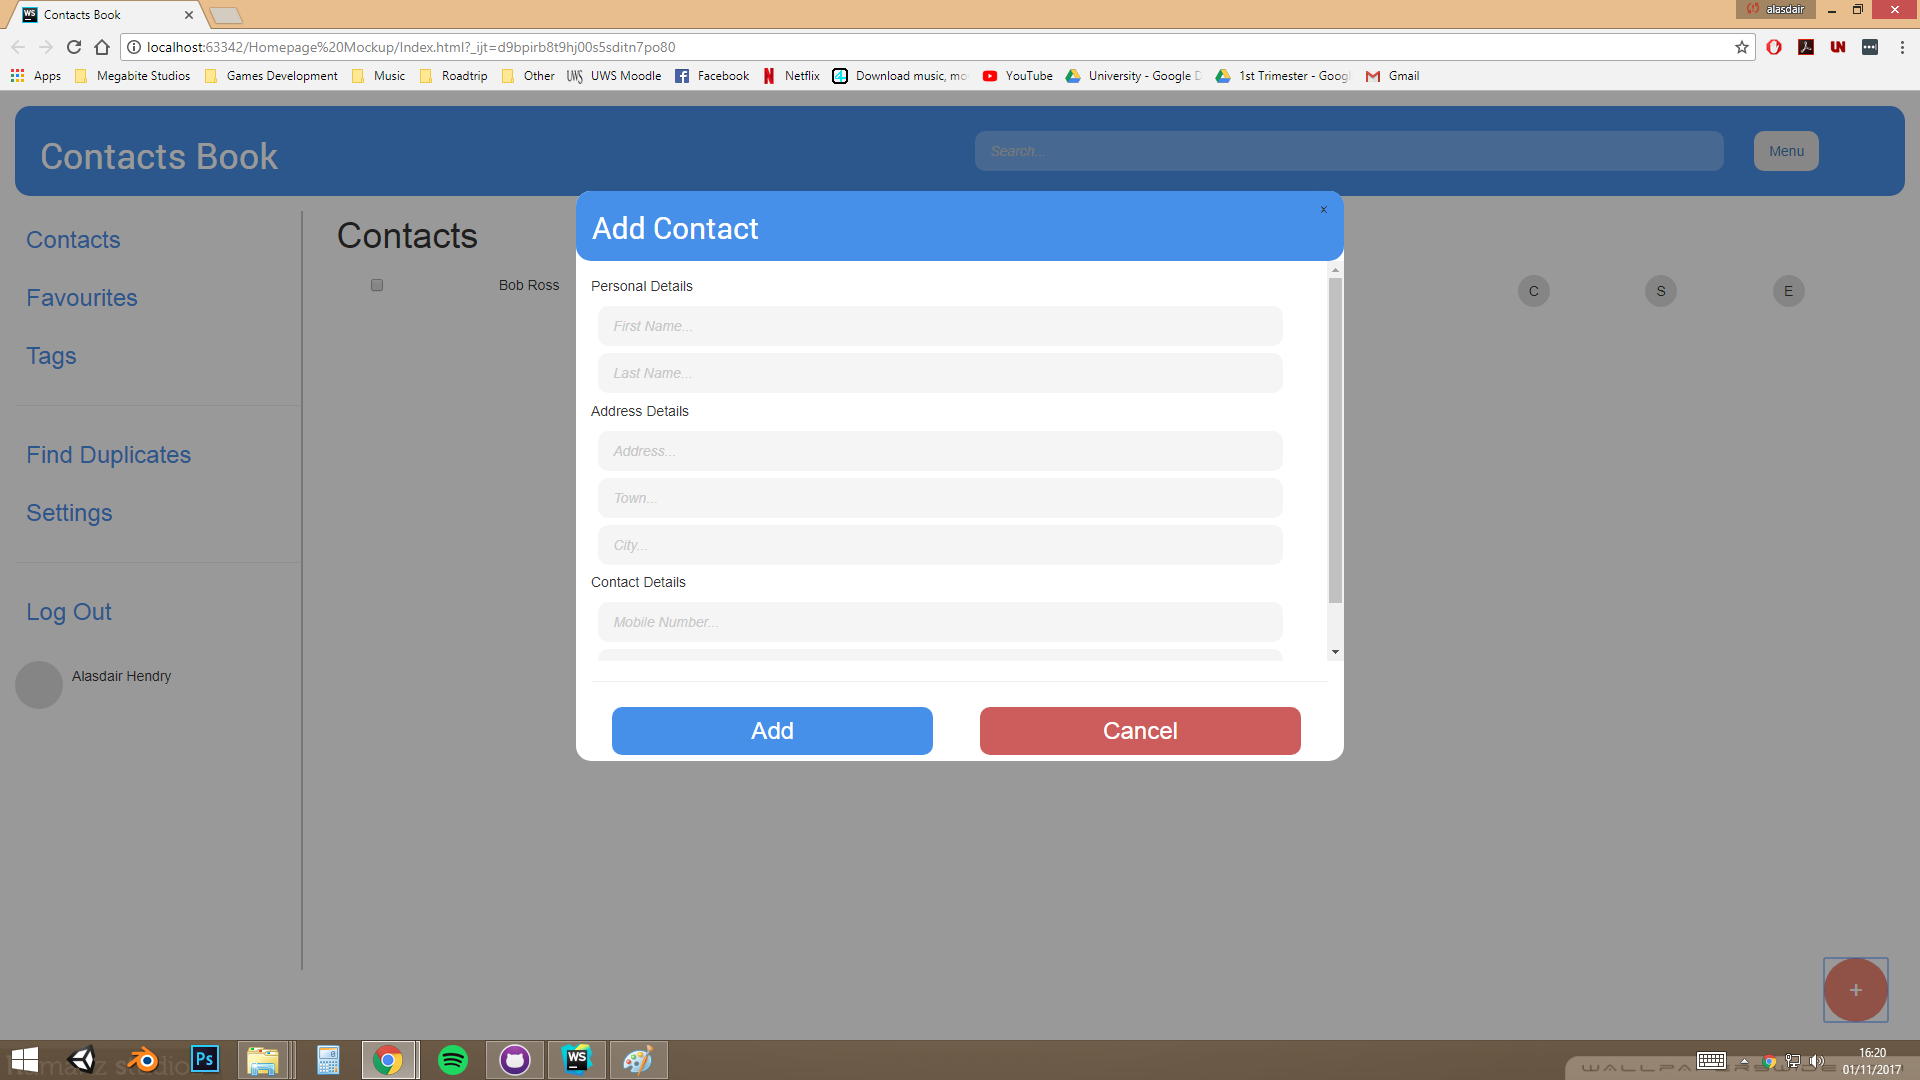 Contacts Book
alasdair
localhost:63342/Homepage%20Mockup/Index.html?_ijt=d9bpirb8t9hj00s5sditn7po80
Apps Megabite Studios Games Development Music Roadtrip Other UWS Moodle Facebook Netflix Download music, mo YouTube University - Google 1st Trimester - Goog Gmail
Contacts Book
Search...
Menu
Contacts
Favourites
Tags
Find Duplicates
Settings
Log Out
Alasdair Hendry
Contacts
Bob Ross
C S E
Add Contact
x
Personal Details
First Name...
Last Name...
Address Details
Address...
Town...
City...
Contact Details
Mobile Number...
Add
Cancel
+
Ps
WS
16:20
01/11/2017